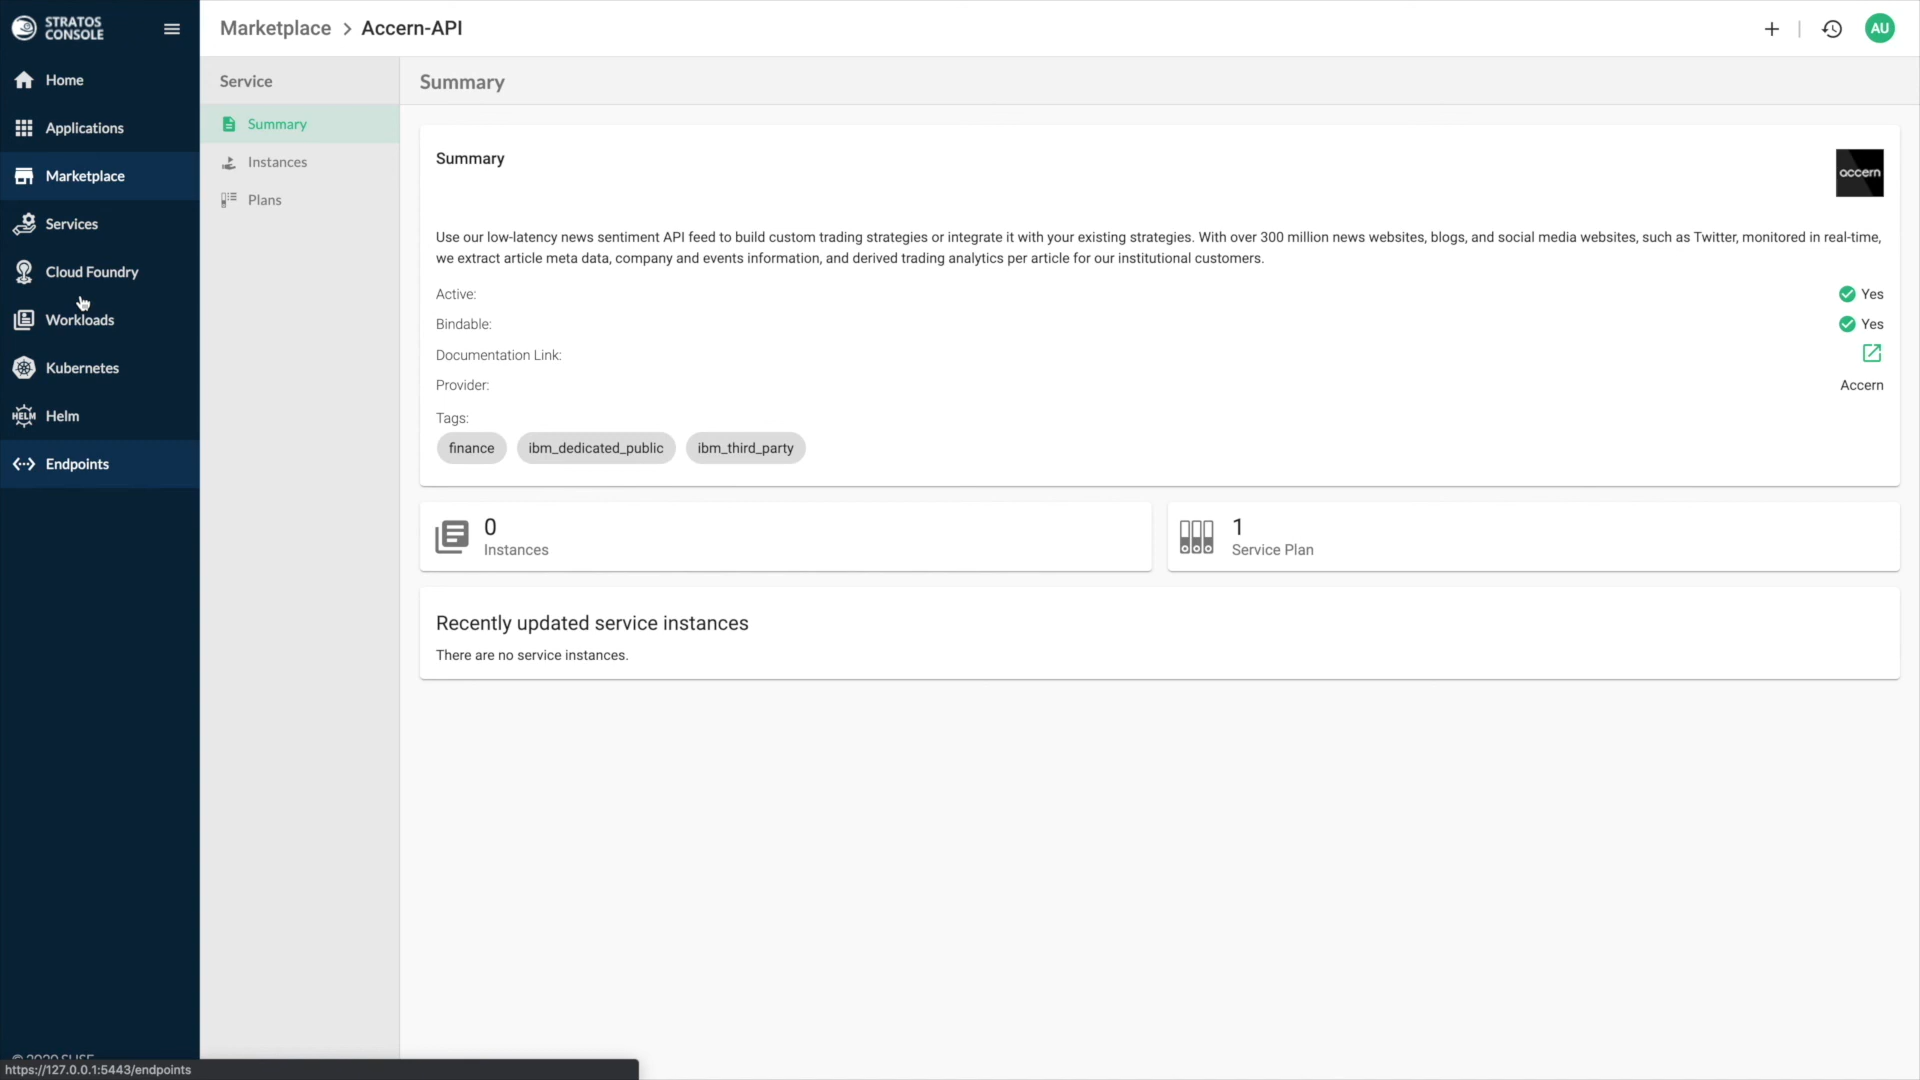 STRATOS
CONSOLE
Marketplace > Accern-API
AU
Home
Applications
Marketplace
Services
Cloud Foundry
Workloads
Kubernetes
HELM Helm
Endpoints
Service
Summary
Instances
Plans
Summary
Summary
accern
Use our low-latency news sentiment API feed to build custom trading strategies or integrate it with your existing strategies. With over 300 million news websites, blogs, and social media websites, such as Twitter, monitored in real-time,
we extract article meta data, company and events information, and derived trading analytics per article for our institutional customers.
Active: Yes
Bindable: Yes
Documentation Link:
Provider: Accern
Tags:
finance ibm_dedicated_public ibm_third_party
0
Instances
1
Service Plan
Recently updated service instances
There are no service instances.
© 2020 SUSE
https://127.0.0.1:5443/endpoints